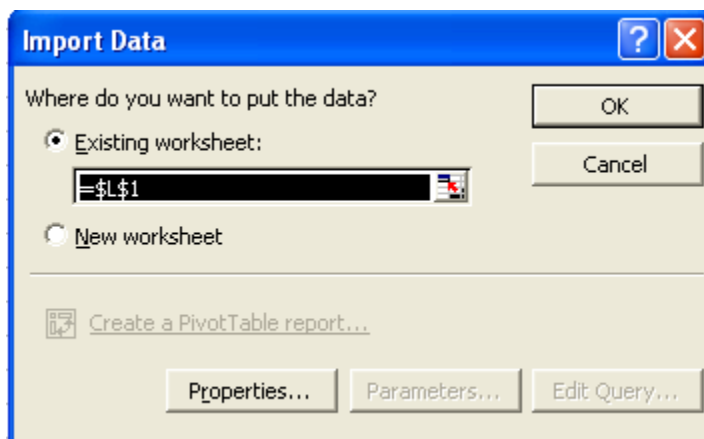 Import Data
Where do you want to put the data?
OK
Existing worksheet:
Cancel
=$L$1
New worksheet
Create a PivotTable report...
Properties...
Parameters...
Edit Query...